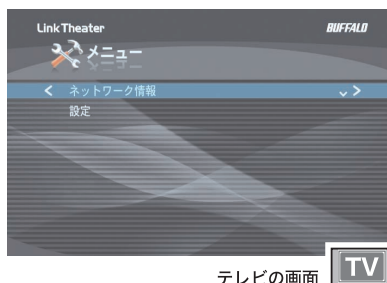 LinkTheater
BUFFALO
メニュー
ネットワーク情報
設定
テレビの画面
TV